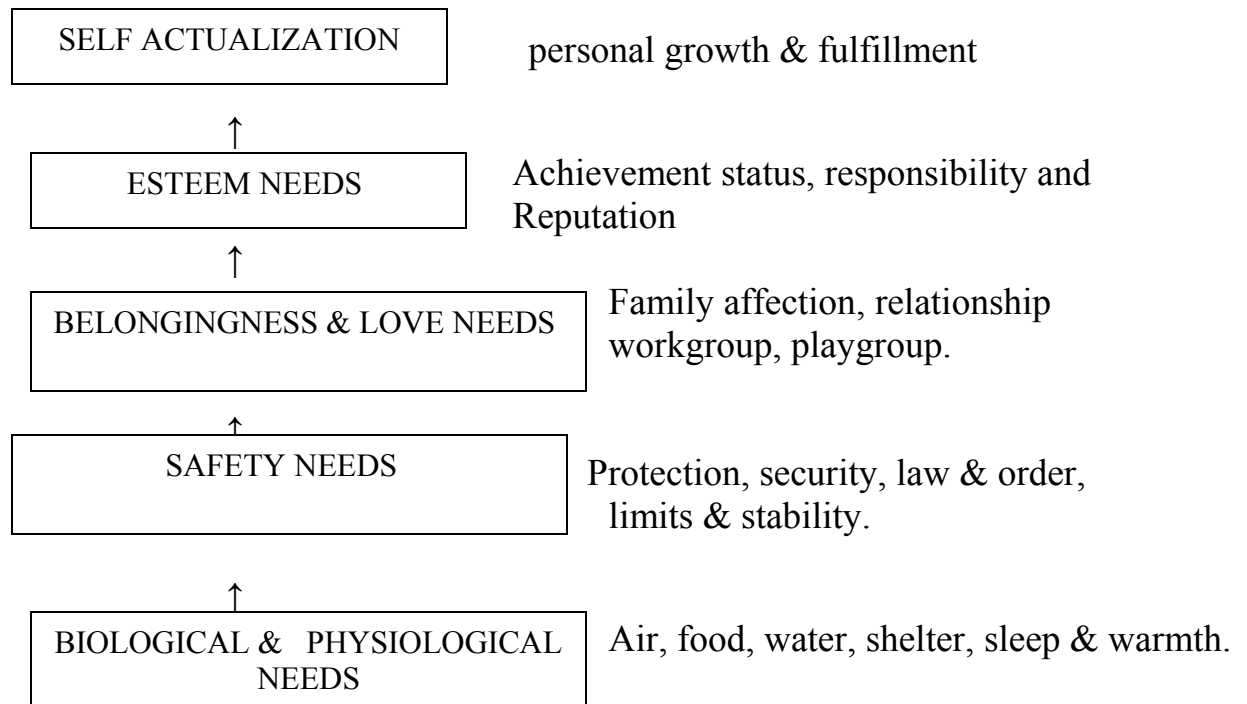 SELF ACTUALIZATION
personal growth & fulfillment
↑
ESTEEM NEEDS
Achievement status, responsibility and
Reputation
↑
BELONGINGNESS & LOVE NEEDS
Family affection, relationship
workgroup, playgroup.
↑
SAFETY NEEDS
Protection, security, law & order,
limits & stability.
↑
BIOLOGICAL & PHYSIOLOGICAL
NEEDS
Air, food, water, shelter, sleep & warmth.